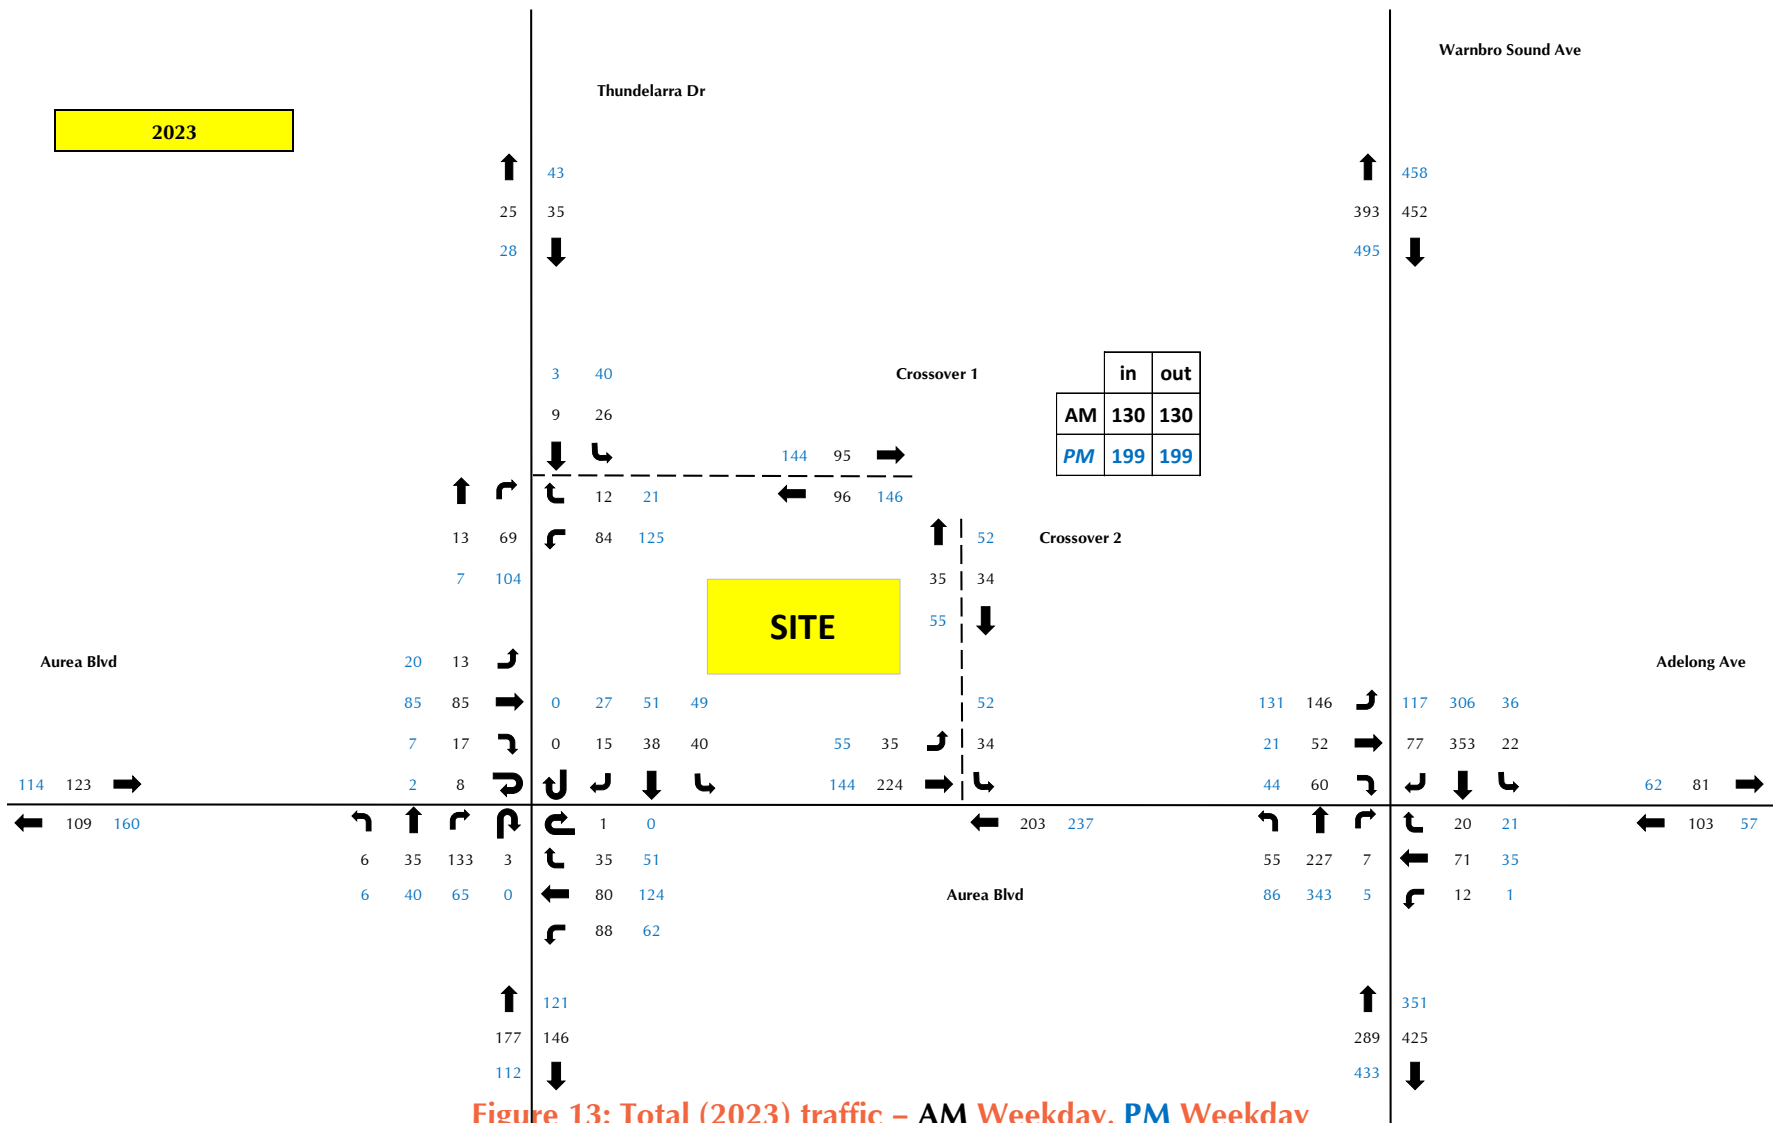 Warnbro Sound Ave
Thundelarra Dr
2023
43 458
25 35 393 452
28 495
3 40 Crossover 1 in out
9 26 AM 130 130
144 95 PM 199 199
12 21 96 146
13 69 84 125 52 Crossover 2
7 104 35 34
SITE 55
Aurea Blvd 20 13 Adelong Ave
85 85 0 27 51 49 52 131 146 117 306 36
7 17 0 15 38 40 55 35 34 21 52 77 353 22
114 123 2 8 144 224 44 60 62 81
109 160 1 0 203 237 20 21 103 57
6 35 133 3 35 51 55 227 7 71 35
6 40 65 0 80 124 Aurea Blvd 86 343 5 12 1
88 62
121 351
177 146 289 425
112 433
Figure 13: Total (2023) traffic – AM Weekday, PM Weekday